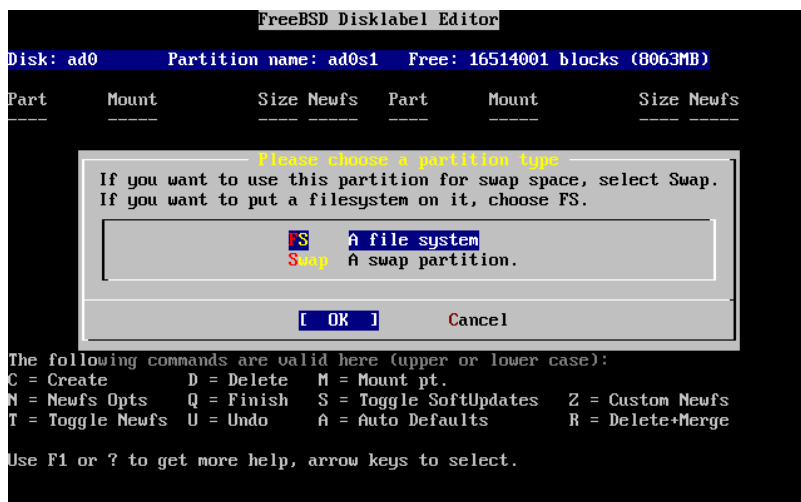 FreeBSD Disklabel Editor
Disk: ad0 Partition name: ad0s1 Free: 16514001 blocks (8063MB)
Part Mount Size Newfs Part Mount Size Newfs
---- ----- ---- ----- ---- ----- ---- -----
Please choose a partition type
If you want to use this partition for swap space, select Swap.
If you want to put a filesystem on it, choose FS.
FS A file system
Swap A swap partition.
[ OK ] Cancel
The following commands are valid here (upper or lower case):
C = Create D = Delete M = Mount pt.
N = Newfs Opts Q = Finish S = Toggle SoftUpdates Z = Custom Newfs
T = Toggle Newfs U = Undo A = Auto Defaults R = Delete+Merge
Use F1 or ? to get more help, arrow keys to select.